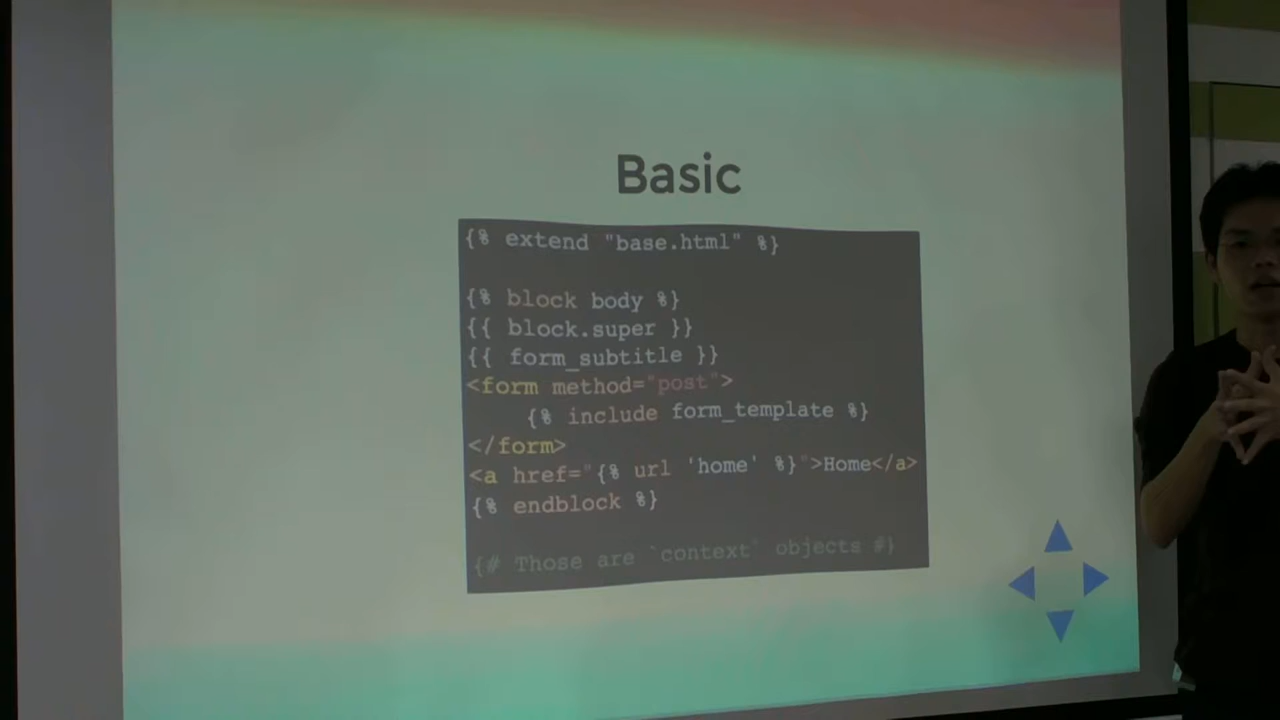 Basic
{% extend "base.html" %}
{% block body %}
{{ block.super }}
{{ form_subtitle }}
<form method="post">
{% include form_template %}
</form>
<a href="{% url 'home' %}">Home</a>
{% endblock %}
{# Those are `context` objects #}